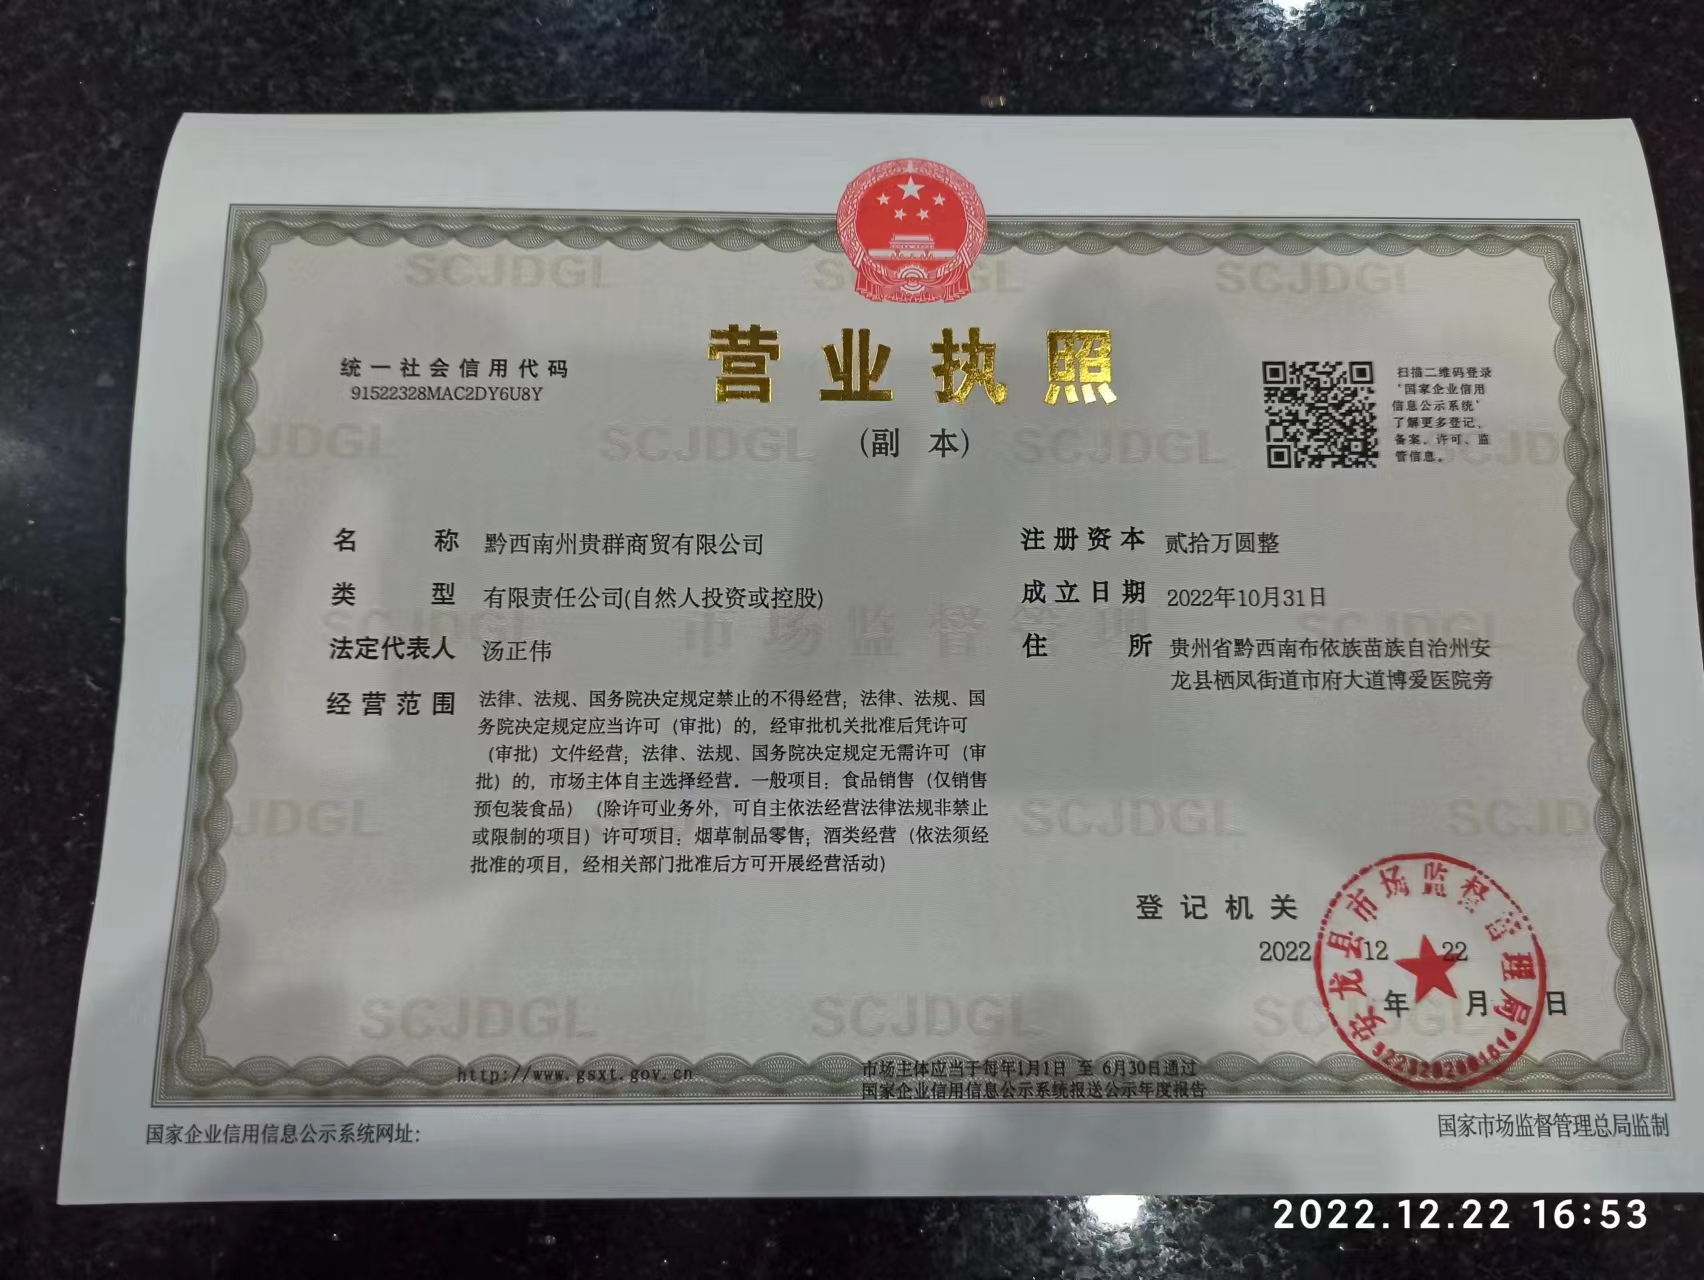 营业执照
(副 本)
统一社会信用代码
91522328MAC2DY6U8Y
扫描二维码登录
"国家企业信用
信息公示系统"
了解更多登记、
备案、许可、监
管信息。
名 称 黔西南州贵群商贸有限公司
类 型 有限责任公司(自然人投资或控股)
法定代表人 汤正伟
经营范围 法律、法规、国务院决定规定禁止的不得经营；法律、法规、国
务院决定规定应当许可（审批）的，经审批机关批准后凭许可
（审批）文件经营；法律、法规、国务院决定规定无需许可（审
批）的，市场主体自主选择经营。一般项目：食品销售（仅销售
预包装食品）（除许可业务外，可自主依法经营法律法规非禁止
或限制的项目）许可项目：烟草制品零售；酒类经营（依法须经
批准的项目，经相关部门批准后方可开展经营活动）
注册资本 贰拾万圆整
成立日期 2022年10月31日
住 所 贵州省黔西南布依族苗族自治州安
龙县栖凤街道市府大道博爱医院旁
登记机关
2022 12 22
年 月 日
安龙县市场监督管理局
http://www.gsxt.gov.cn
市场主体应当于每年1月1日 至 6月30日通过
国家企业信用信息公示系统报送公示年度报告
国家企业信用信息公示系统网址:
国家市场监督管理总局监制
SCJDGL
市场监督管理
2022.12.22 16:53